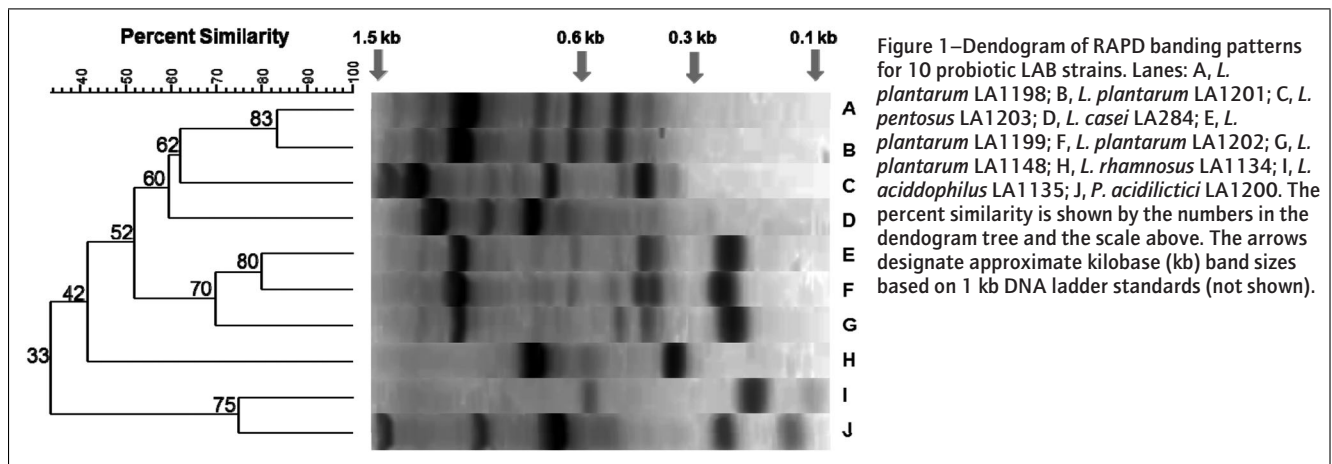 Percent Similarity
1.5 kb 0.6 kb 0.3 kb 0.1 kb
40 50 60 70 80 90 100
83
62
60
52
80
70
42
33
75
A
B
C
D
E
F
G
H
I
J
Figure 1–Dendogram of RAPD banding patterns
for 10 probiotic LAB strains. Lanes: A, L.
plantarum LA1198; B, L. plantarum LA1201; C, L.
pentosus LA1203; D, L. casei LA284; E, L.
plantarum LA1199; F, L. plantarum LA1202; G, L.
plantarum LA1148; H, L. rhamnosus LA1134; I, L.
aciddophilus LA1135; J, P. acidilictici LA1200. The
percent similarity is shown by the numbers in the
dendogram tree and the scale above. The arrows
designate approximate kilobase (kb) band sizes
based on 1 kb DNA ladder standards (not shown).